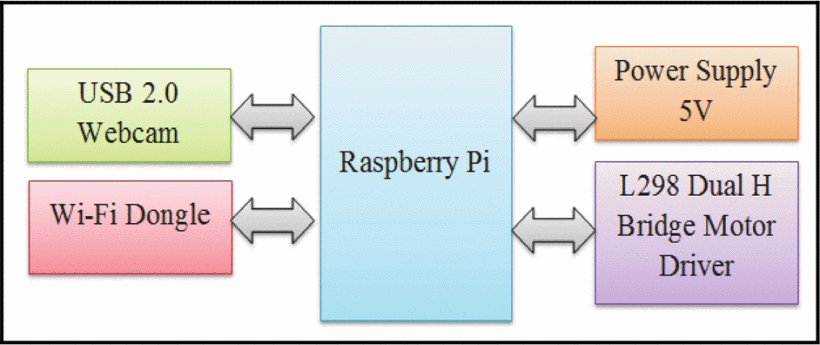 USB 2.0
Webcam
Wi-Fi Dongle
Raspberry Pi
Power Supply
5V
L298 Dual H
Bridge Motor
Driver